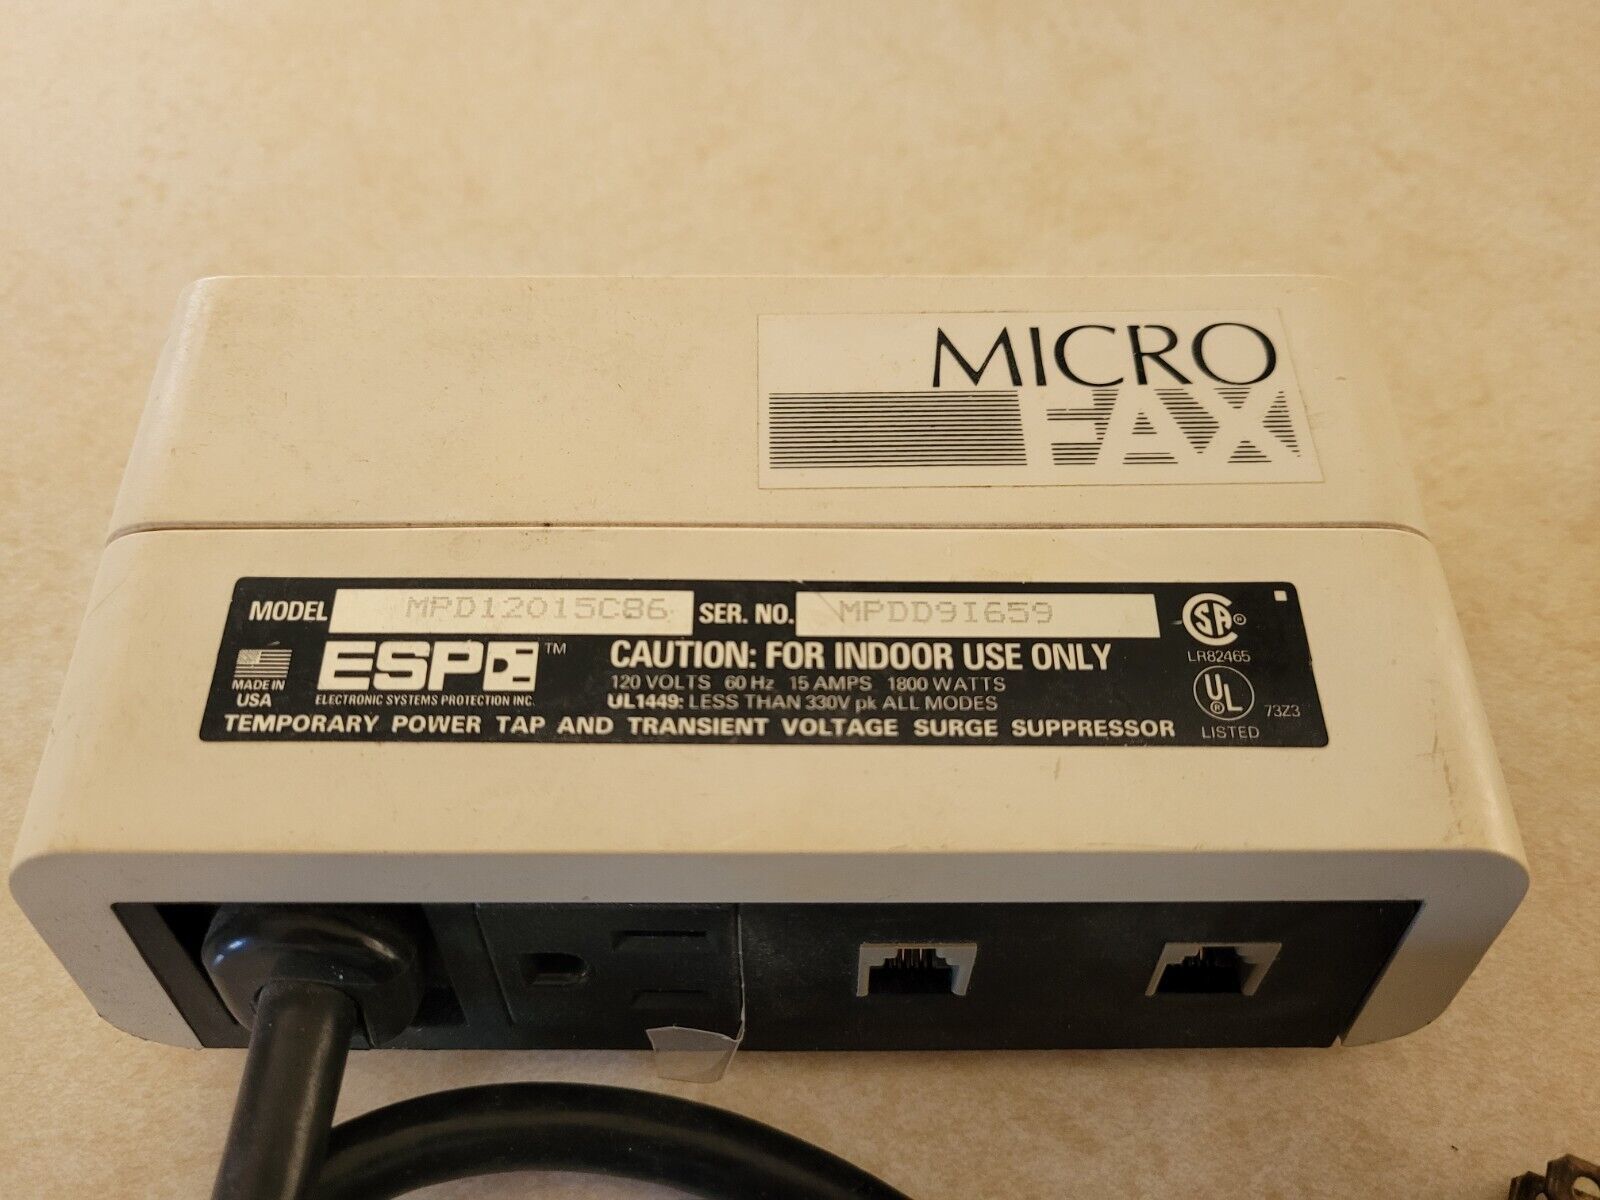 MICRO
FAX
MODEL MPD12015C86 SER. NO. MPDD9I659
CSA ®
LR82465
MADE IN
USA
ESP ™
ELECTRONIC SYSTEMS PROTECTION INC.
CAUTION: FOR INDOOR USE ONLY
120 VOLTS 60 Hz 15 AMPS 1800 WATTS
UL1449: LESS THAN 330V pk ALL MODES
UL ®
LISTED
73Z3
TEMPORARY POWER TAP AND TRANSIENT VOLTAGE SURGE SUPPRESSOR